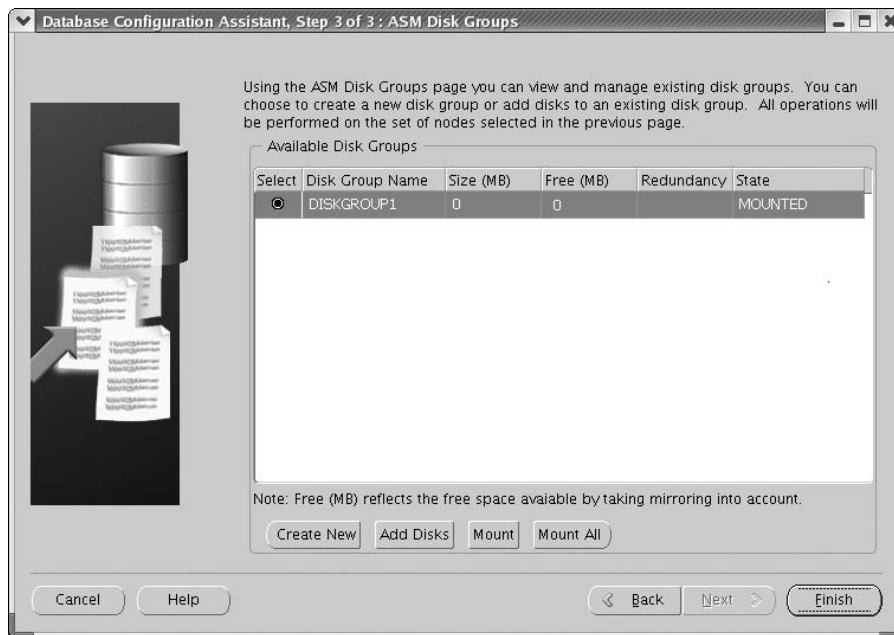 Database Configuration Assistant, Step 3 of 3 : ASM Disk Groups
Using the ASM Disk Groups page you can view and manage existing disk groups. You can
choose to create a new disk group or add disks to an existing disk group. All operations will
be performed on the set of nodes selected in the previous page.
Available Disk Groups
Select Disk Group Name Size (MB) Free (MB) Redundancy State
DISKGROUP1 0 0 MOUNTED
Note: Free (MB) reflects the free space avaiable by taking mirroring into account.
Create New Add Disks Mount Mount All
Cancel Help Back Next Finish